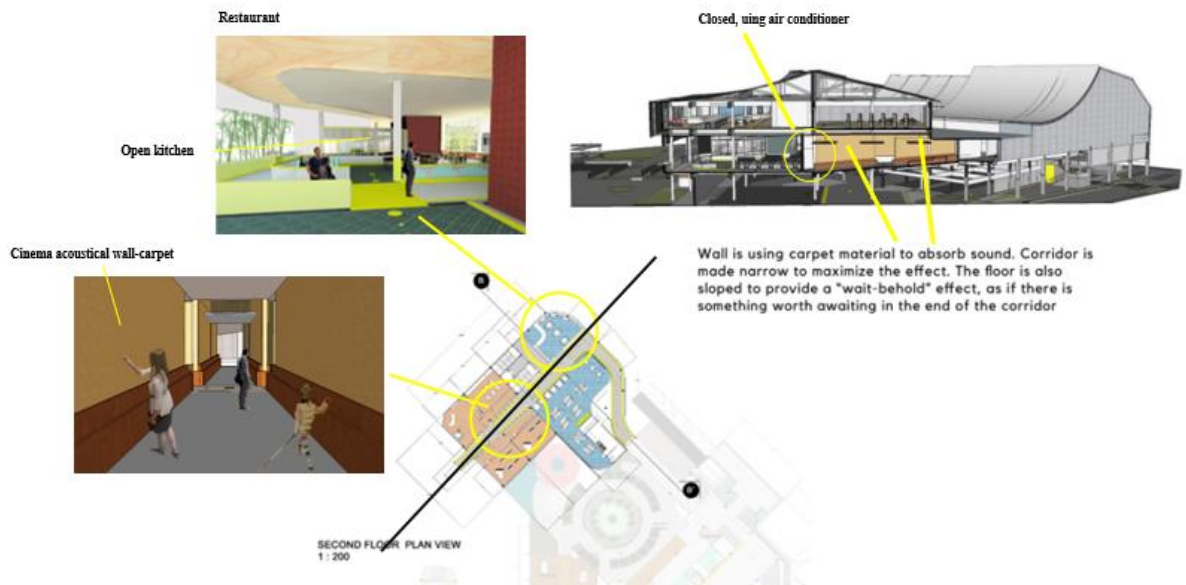 Restaurant
Closed, uing air conditioner
Open kitchen
Cinema acoustical wall-carpet
Wall is using carpet material to absorb sound. Corridor is
made narrow to maximize the effect. The floor is also
sloped to provide a "wait-behold" effect, as if there is
something worth awaiting in the end of the corridor
B
B'
SECOND FLOOR PLAN VIEW
1 : 200